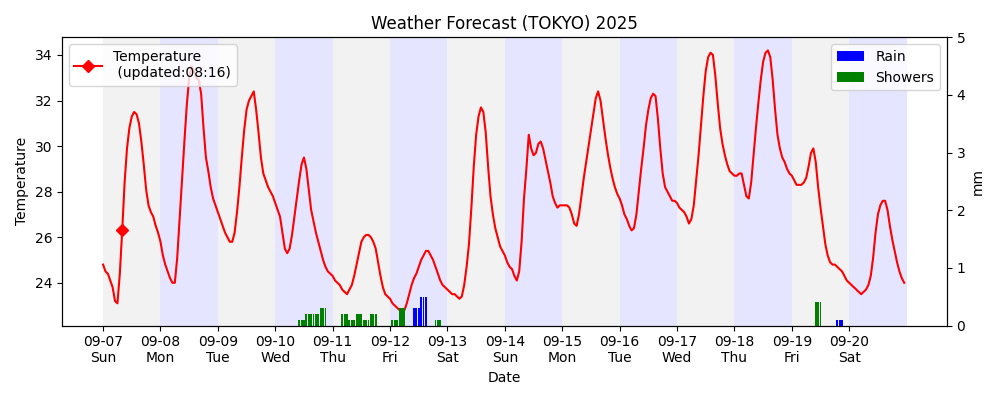 Weather Forecast (TOKYO) 2025
Temperature
(updated:08:16)
Rain
Showers
Temperature
34
32
30
28
26
24
5
4
3
2
1
0
mm
09-07 09-08 09-09 09-10 09-11 09-12 09-13 09-14 09-15 09-16 09-17 09-18 09-19 09-20
Sun Mon Tue Wed Thu Fri Sat Sun Mon Tue Wed Thu Fri Sat
Date